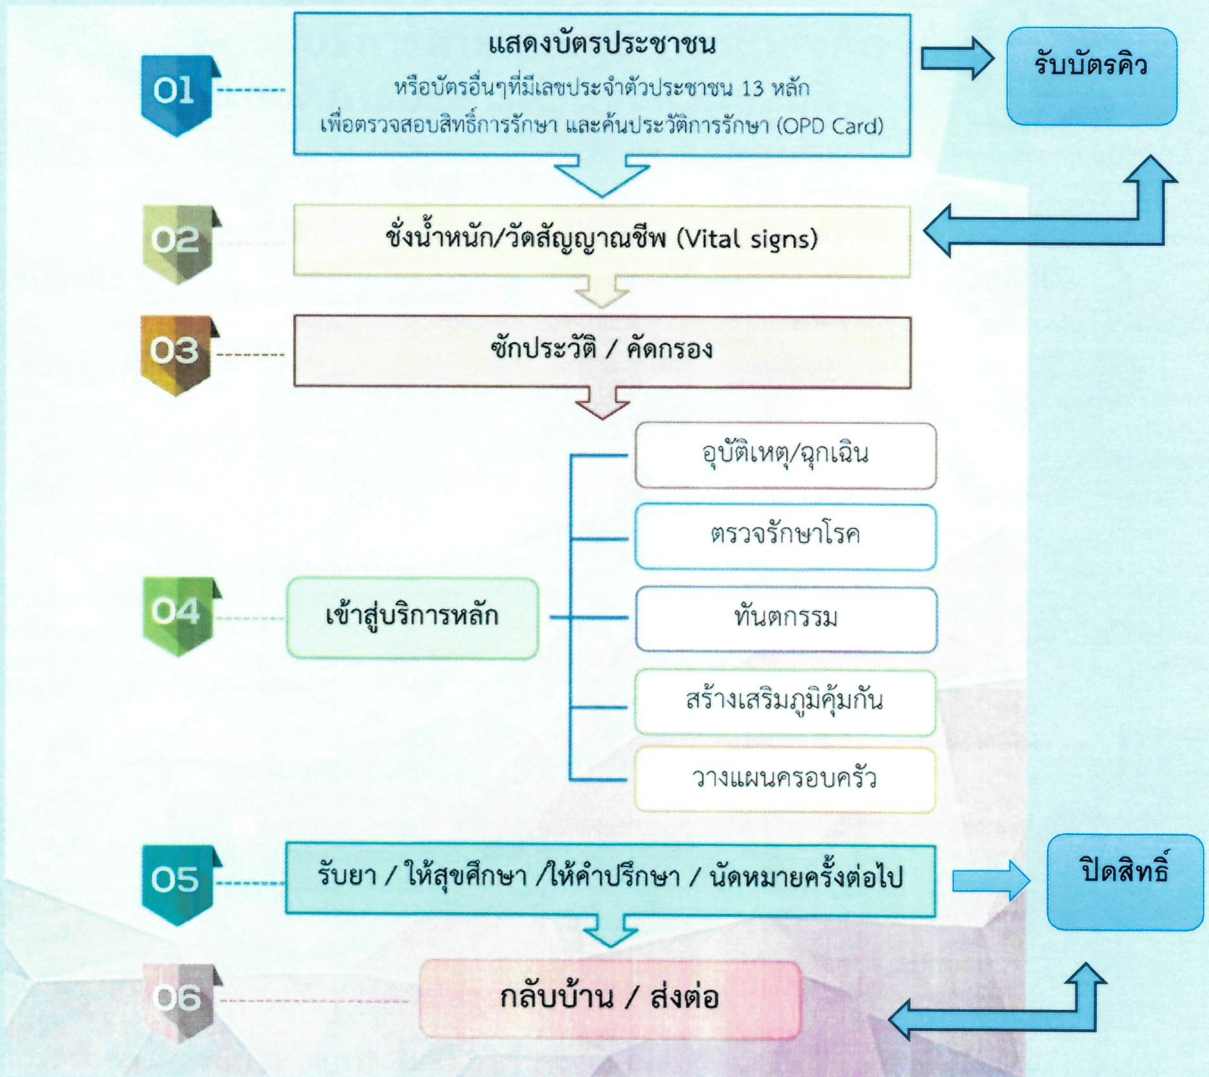 01
แสดงบัตรประชาชน
หรือบัตรอื่นๆที่มีเลขประจำตัวประชาชน 13 หลัก
เพื่อตรวจสอบสิทธิ์การรักษา และค้นประวัติการรักษา (OPD Card)
รับบัตรคิว
02
ชั่งน้ำหนัก/วัดสัญญาณชีพ (Vital signs)
03
ซักประวัติ / คัดกรอง
04
เข้าสู่บริการหลัก
อุบัติเหตุ/ฉุกเฉิน
ตรวจรักษาโรค
ทันตกรรม
สร้างเสริมภูมิคุ้มกัน
วางแผนครอบครัว
05
รับยา / ให้สุขศึกษา /ให้คำปรึกษา / นัดหมายครั้งต่อไป
ปิดสิทธิ์
06
กลับบ้าน / ส่งต่อ